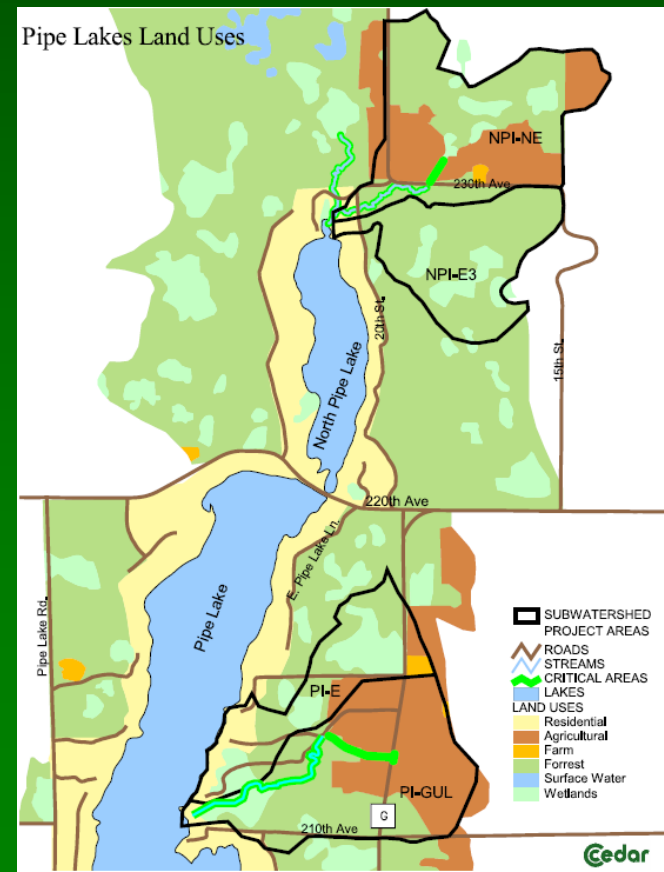 Pipe Lakes Land Uses
NPI-NE
230th Ave
NPI-E3
20th St.
15th St.
North Pipe Lake
220th Ave
E. Pipe Lake Ln.
Pipe Lake
Pipe Lake Rd.
PI-E
PI-GUL
G
210th Ave
SUBWATERSHED
PROJECT AREAS
ROADS
STREAMS
CRITICAL AREAS
LAKES
LAND USES
Residential
Agricultural
Farm
Forrest
Surface Water
Wetlands
Cedar